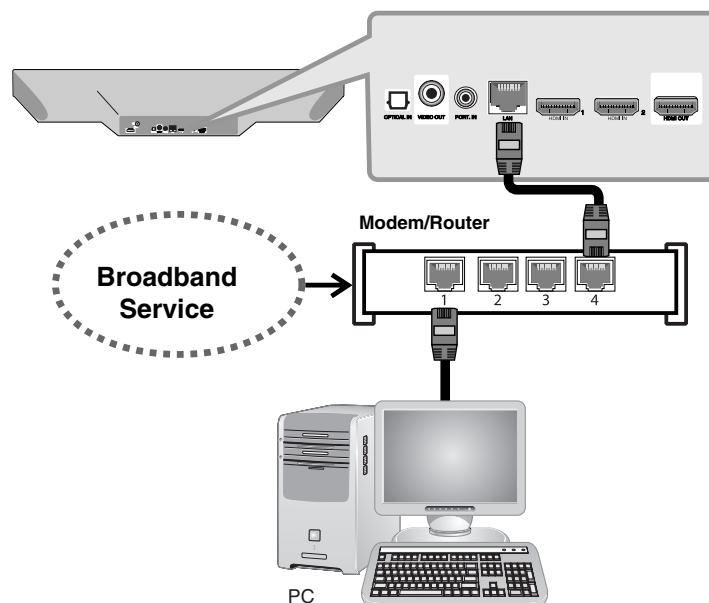 OPTICAL IN
VIDEO OUT
PORT. IN
LAN
HDMI IN
1
HDMI IN
2
HDMI OUT
Modem/Router
Broadband
Service
1
2
3
4
PC